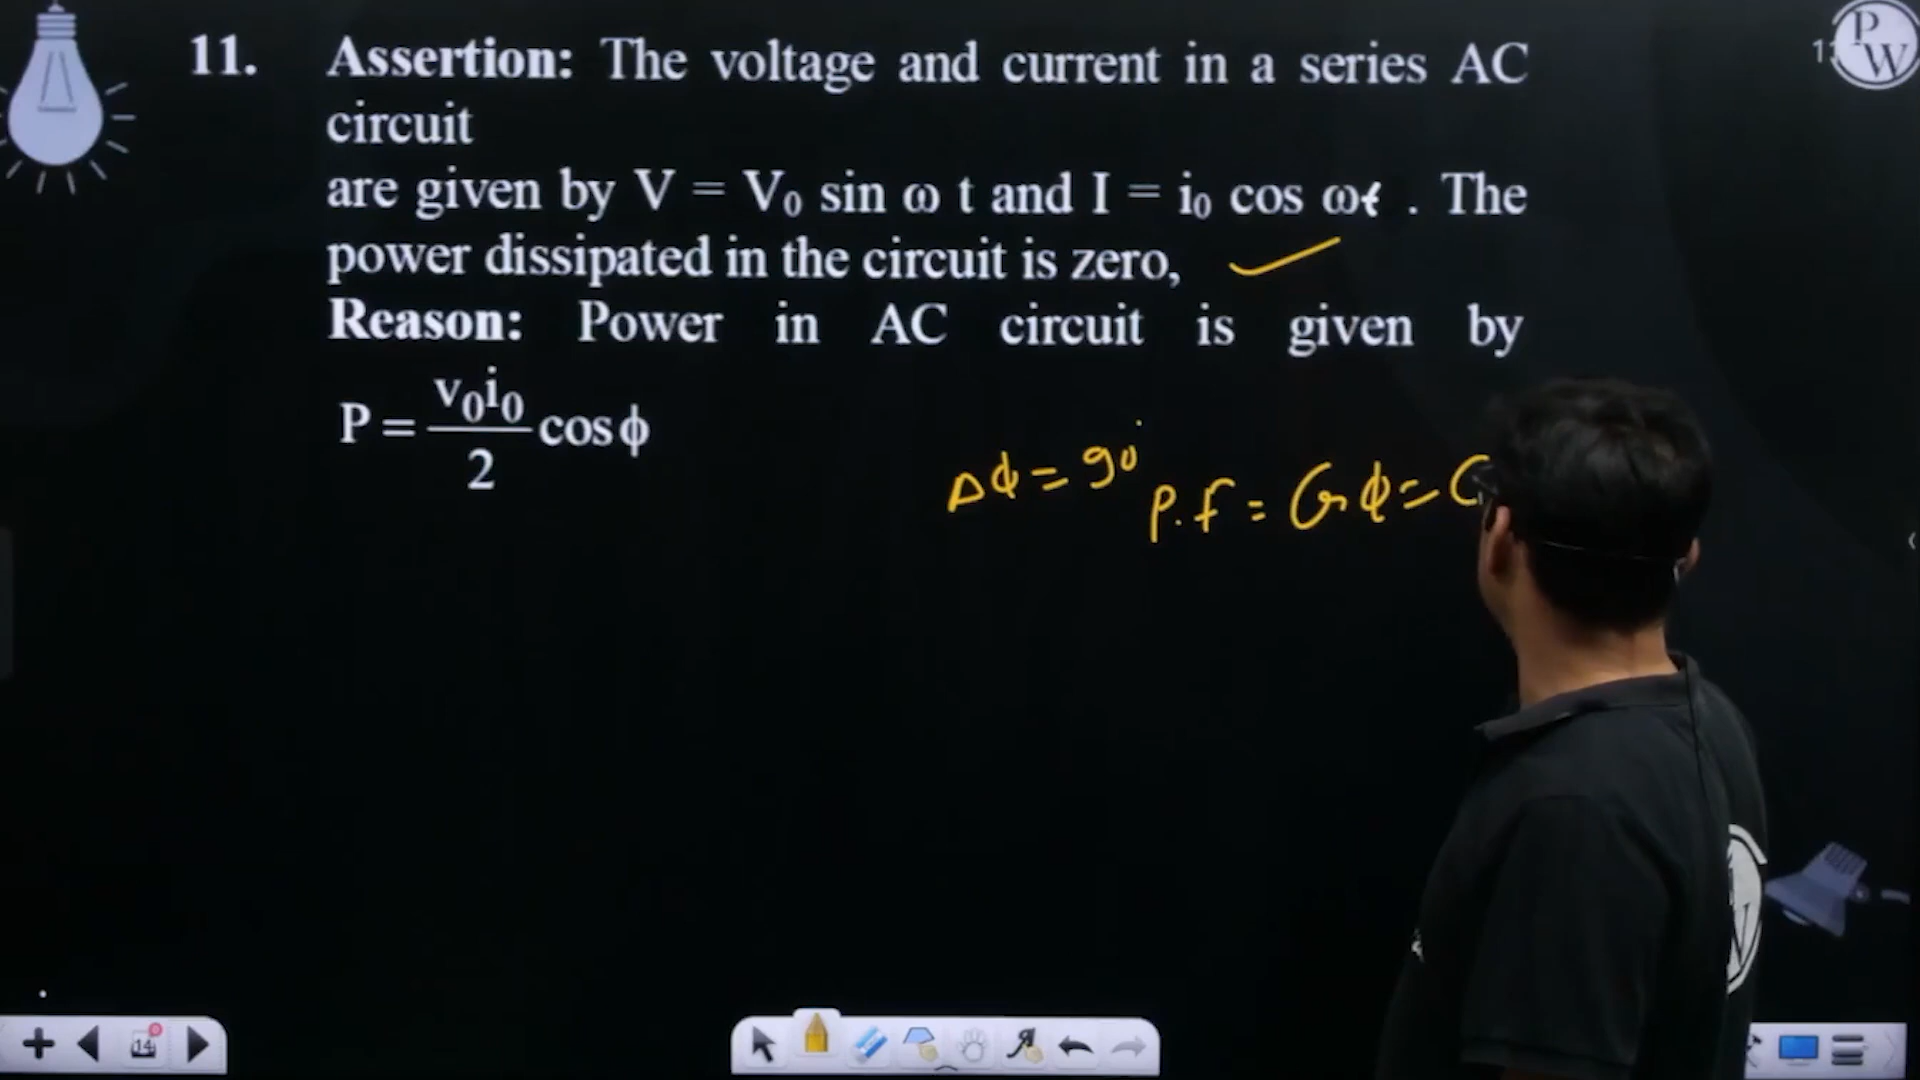 11. Assertion: The voltage and current in a series AC
circuit
are given by V = V₀ sin ω t and I = i₀ cos ωt . The
power dissipated in the circuit is zero,
Reason: Power in AC circuit is given by
P = v₀i₀/2 cos ϕ
Δϕ = 90°
P.f = Cos ϕ = C
PW
14